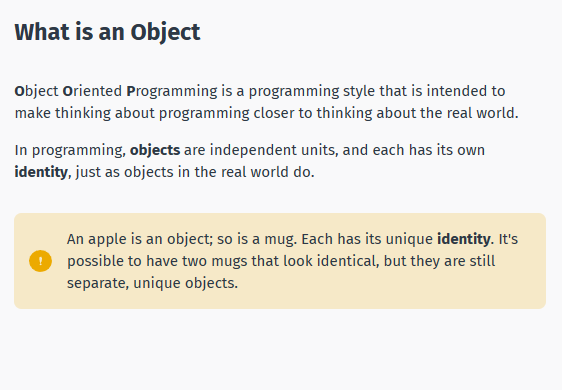 What is an Object
Object Oriented Programming is a programming style that is intended to
make thinking about programming closer to thinking about the real world.
In programming, objects are independent units, and each has its own
identity, just as objects in the real world do.
An apple is an object; so is a mug. Each has its unique identity. It's
possible to have two mugs that look identical, but they are still
separate, unique objects.